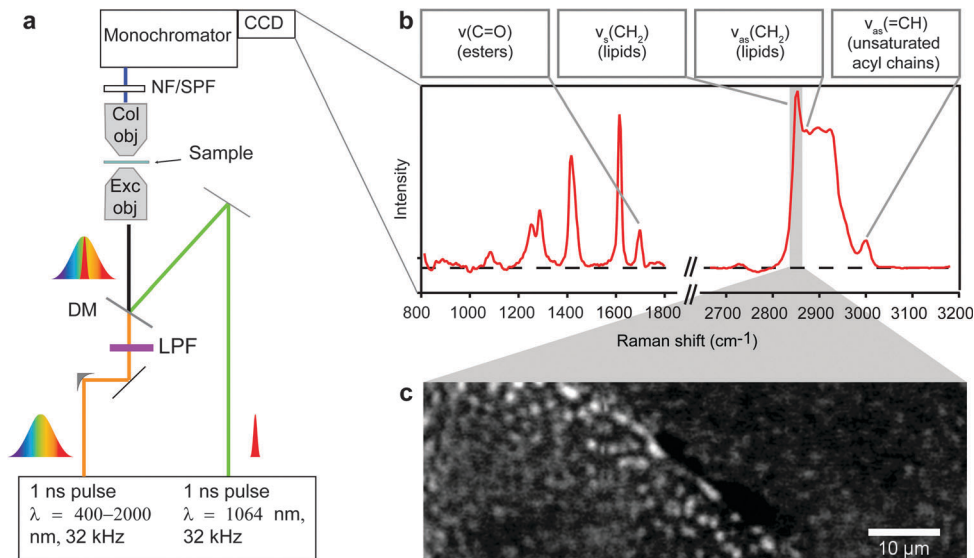 a
Monochromator
CCD
NF/SPF
Col
obj
Sample
Exc
obj
DM
LPF
1 ns pulse
λ = 400–2000
nm, 32 kHz
1 ns pulse
λ = 1064 nm,
32 kHz
b
ν(C=O)
(esters)
νs(CH2)
(lipids)
νas(CH2)
(lipids)
νas(=CH)
(unsaturated
acyl chains)
Intensity
800 1000 1200 1400 1600 1800 2700 2800 2900 3000 3100 3200
Raman shift (cm-1)
c
10 μm